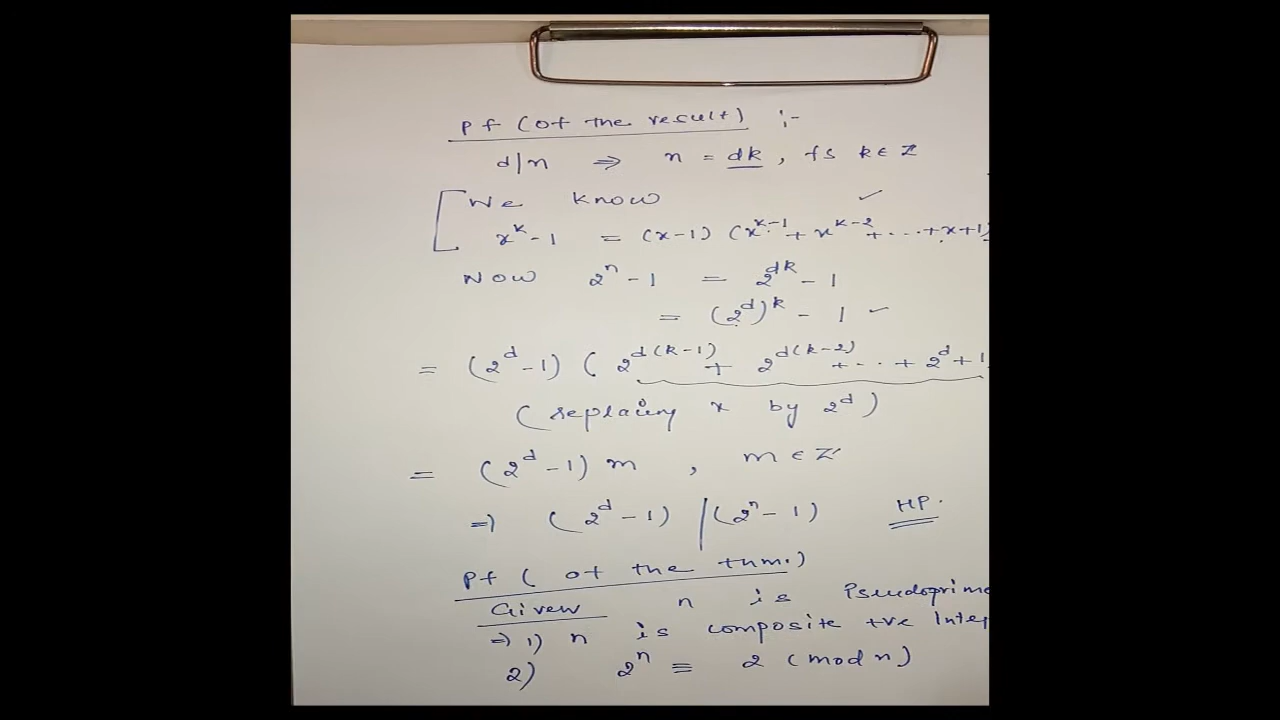 Pf (of the result) :-
d|n ⇒ n = dk, fs k ∈ Z
We know
x^k - 1 = (x-1) (x^{k-1} + x^{k-2} + ... + x + 1)
Now 2^n - 1 = 2^{dk} - 1
= (2^d)^k - 1
= (2^d - 1) ( 2^{d(k-1)} + 2^{d(k-2)} + ... + 2^d + 1
(replacing x by 2^d)
= (2^d - 1) m , m ∈ Z
⇒ (2^d - 1) | (2^n - 1) HP.
Pf ( of the thm.)
Given n is Pseudoprime
⇒ 1) n is composite +ve Inte
2) 2^n ≡ 2 (mod n)